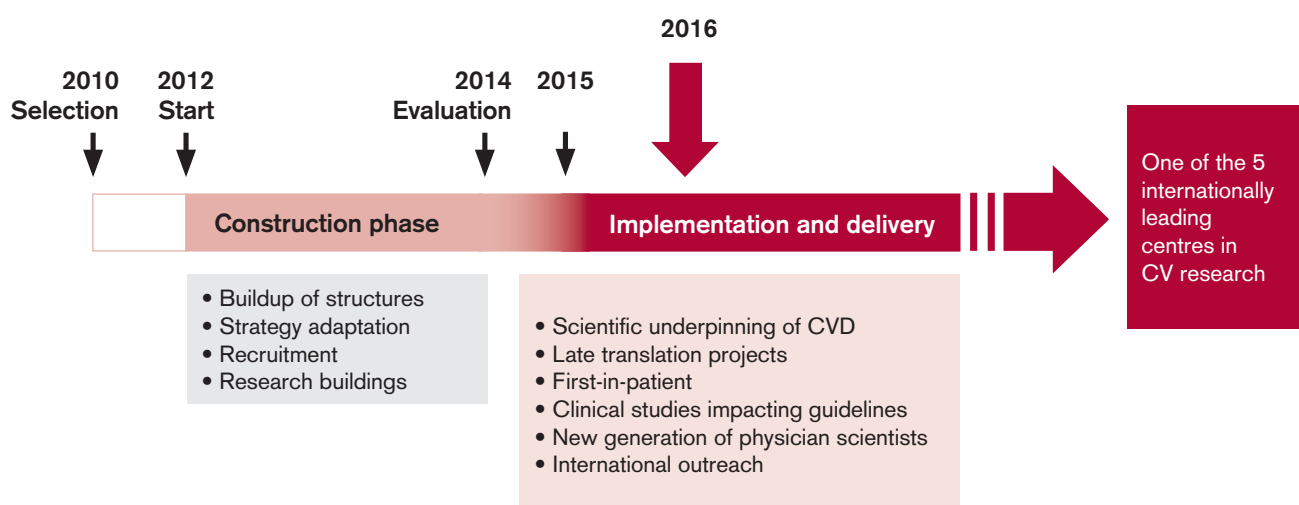 2016
2010
Selection
2012
Start
2014
Evaluation
2015
Construction phase
Implementation and delivery
One of the 5
internationally
leading
centres in
CV research
• Buildup of structures
• Strategy adaptation
• Recruitment
• Research buildings
• Scientific underpinning of CVD
• Late translation projects
• First-in-patient
• Clinical studies impacting guidelines
• New generation of physician scientists
• International outreach